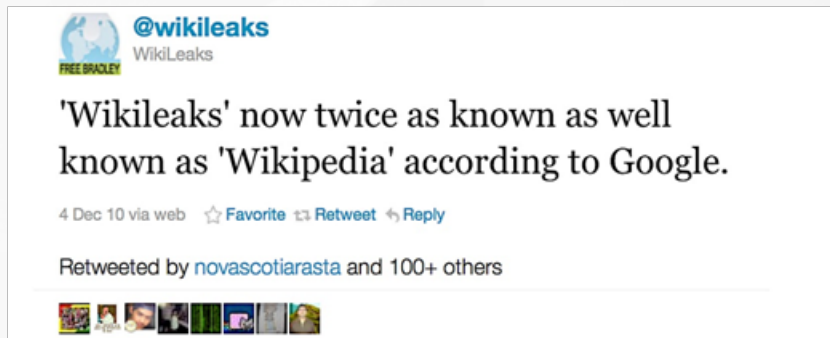 @wikileaks
WikiLeaks
FREE BRADLEY
'Wikileaks' now twice as known as well
known as 'Wikipedia' according to Google.
4 Dec 10 via web Favorite Retweet Reply
Retweeted by novascotiarasta and 100+ others